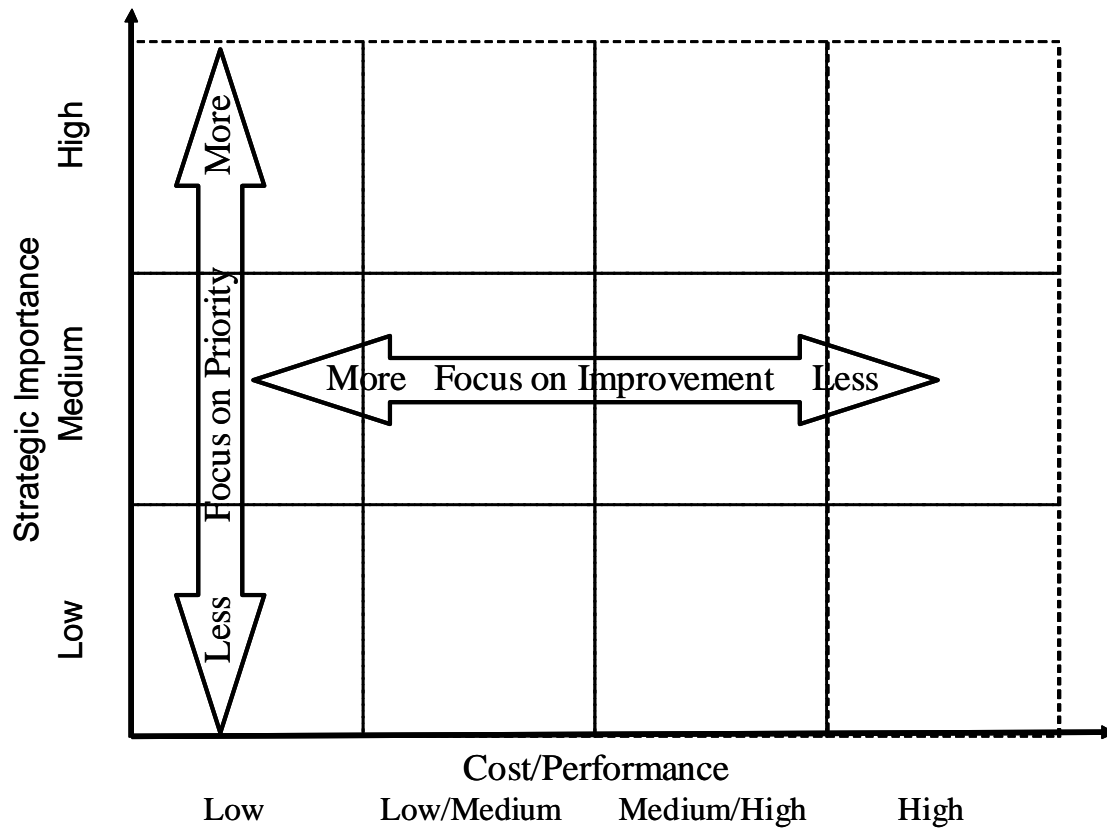 Strategic Importance
High
Medium
Low
More
Focus on Priority
Less
More Focus on Improvement Less
Cost/Performance
Low Low/Medium Medium/High High